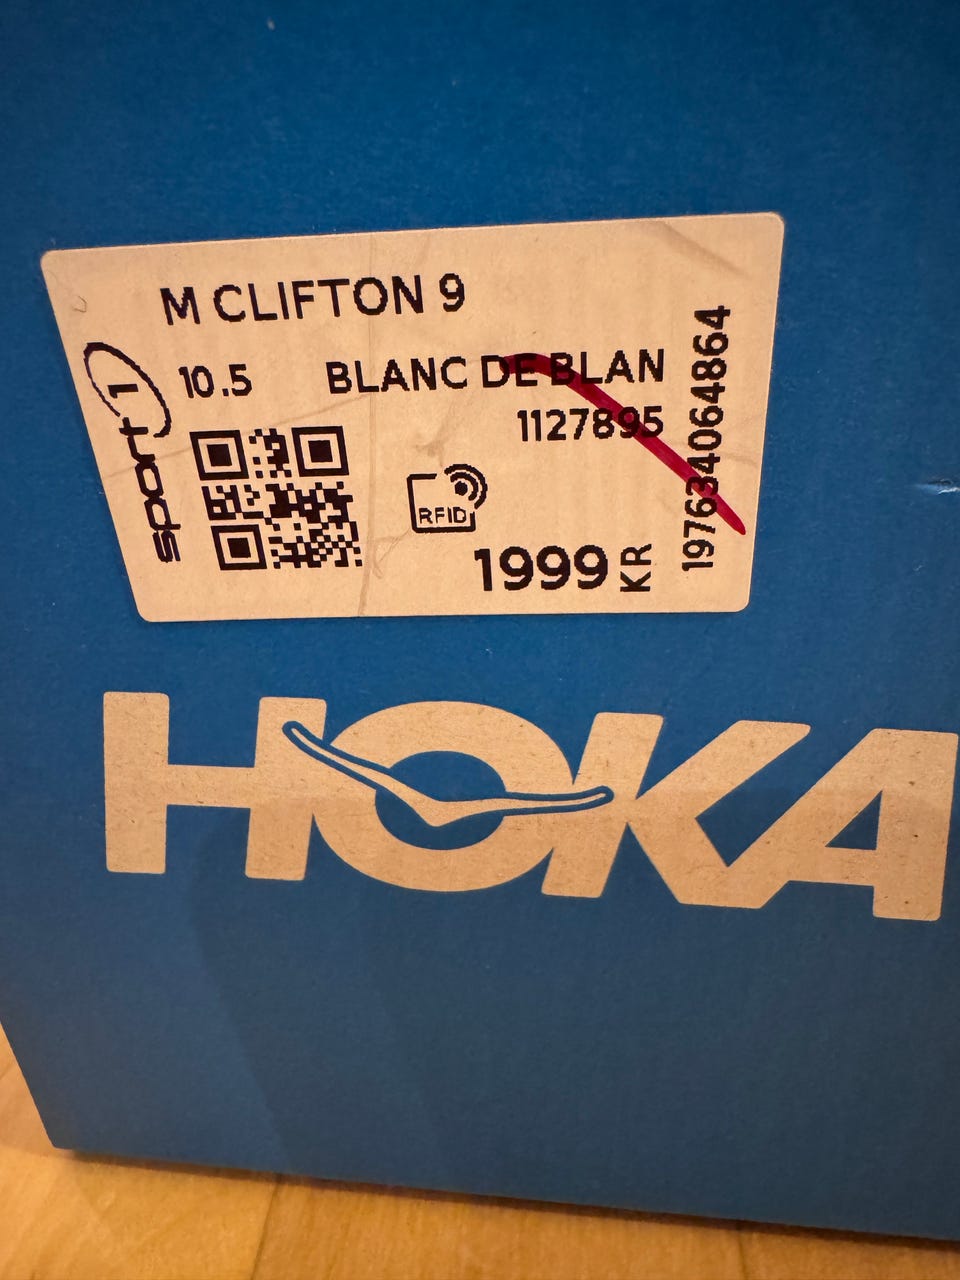 M CLIFTON 9
10.5 BLANC DE BLAN
1127895
sport 1
RFID
1999 KR
197634064864
HOKA